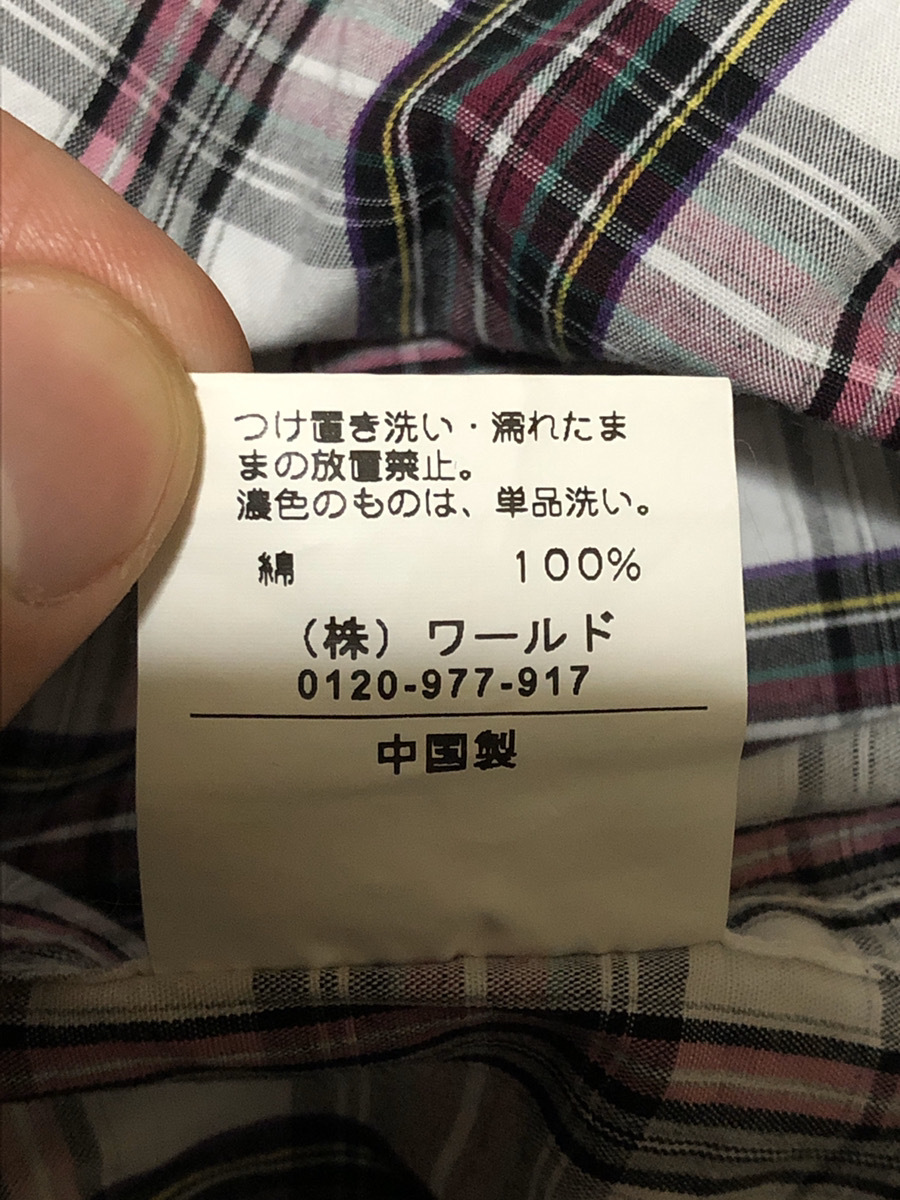 つけ置き洗い・濡れたま
まの放置禁止。
濃色のものは、単品洗い。
綿 100%
（株）ワールド
0120-977-917
中国製